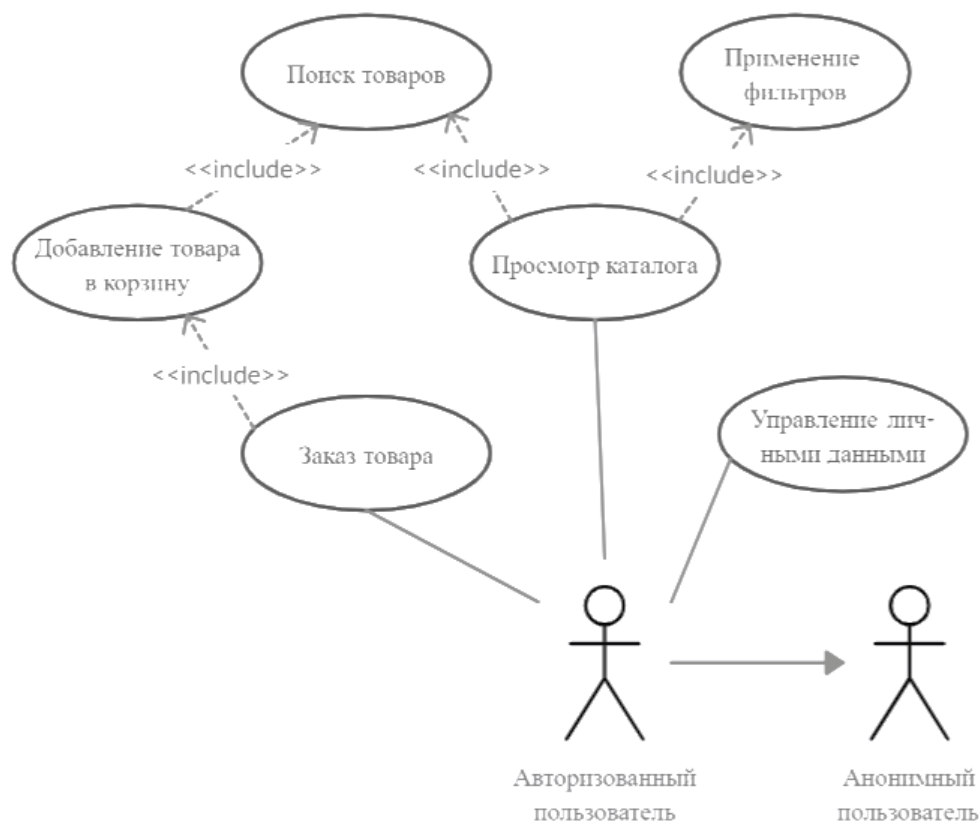 Поиск товаров
Применение
фильтров
<<include>>
<<include>>
<<include>>
Добавление товара
в корзину
Просмотр каталога
<<include>>
Заказ товара
Управление лич-
ными данными
Авторизованный
пользователь
Анонимный
пользователь